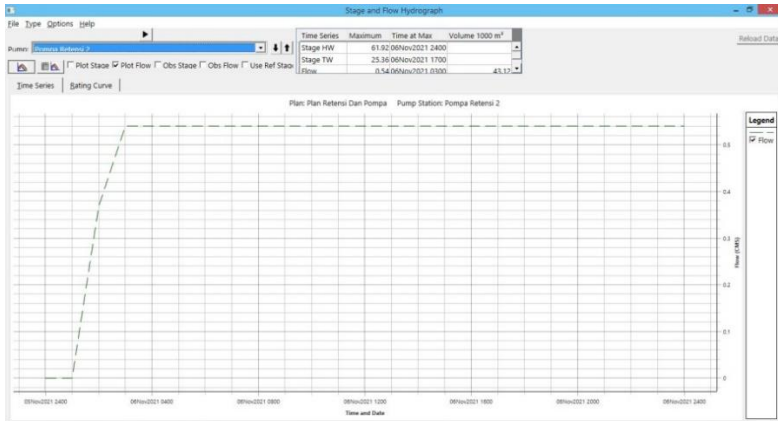 Stage and Flow Hydrograph
File Type Options Help
Reload Data
Pump: Pompa Retensi 2
Plot Stage Plot Flow Obs Stage Obs Flow Use Ref Stage
Time Series Maximum Time at Max Volume 1000 m³
Stage HW 61.92 06Nov2021 2400
Stage TW 25.36 06Nov2021 1700
Flow 0.54 06Nov2021 0300 43.12
Time Series Rating Curve
Plan: Plan Retensi Dan Pompa Pump Station: Pompa Retensi 2
Legend
Flow
0.5
0.4
0.3
0.2
0.1
0
Flow (CMS)
05Nov2021 2400 06Nov2021 0400 06Nov2021 0800 06Nov2021 1200 06Nov2021 1600 06Nov2021 2000 06Nov2021 2400
Time and Date